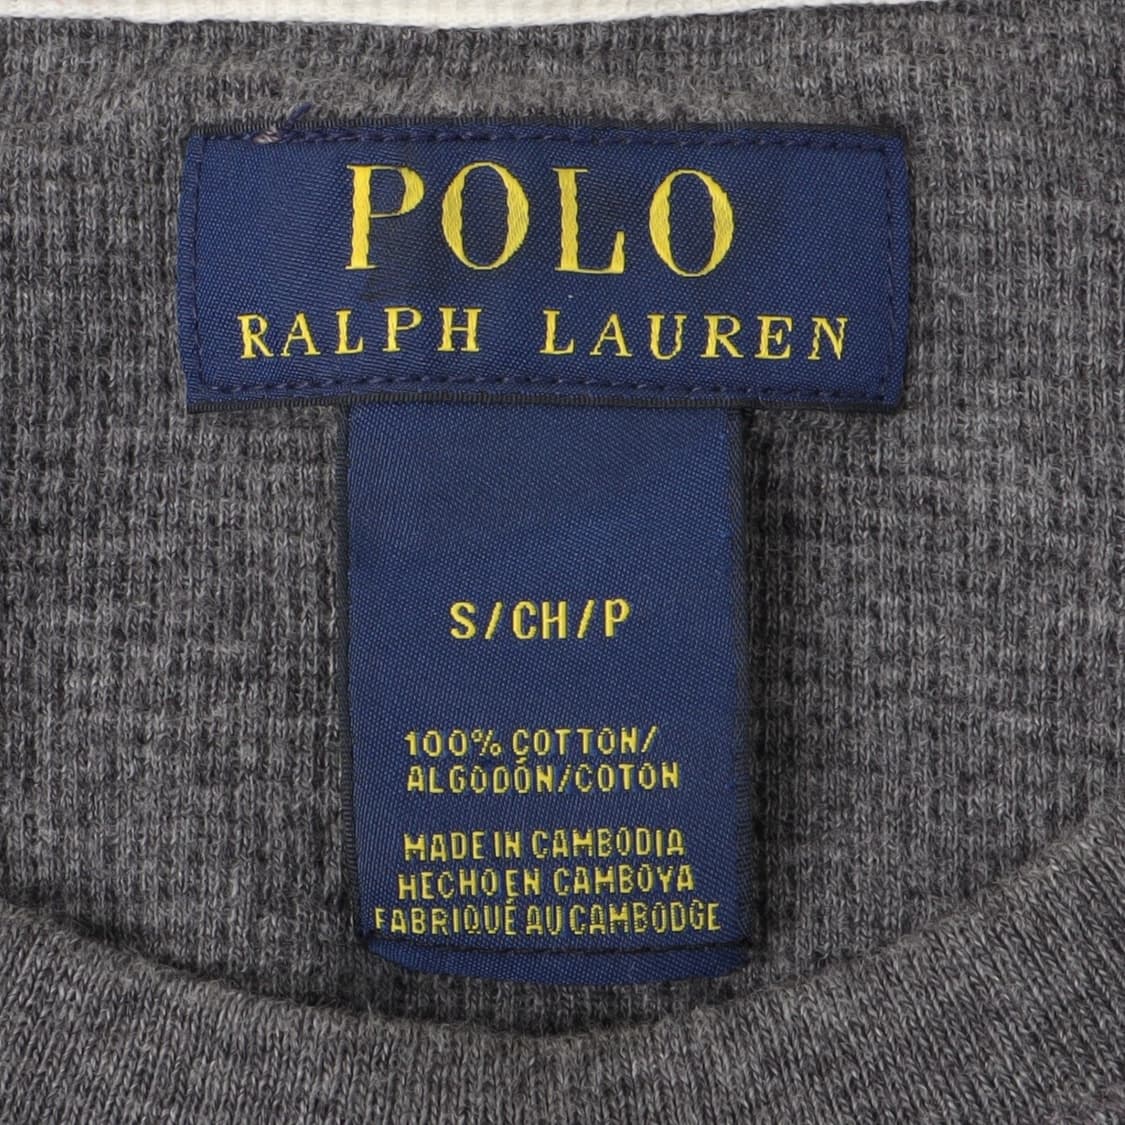 POLO
RALPH LAUREN
S/CH/P
100% COTTON/
ALGODÓN/COTON
MADE IN CAMBODIA
HECHO EN CAMBOYA
FABRIQUÉ AU CAMBODGE